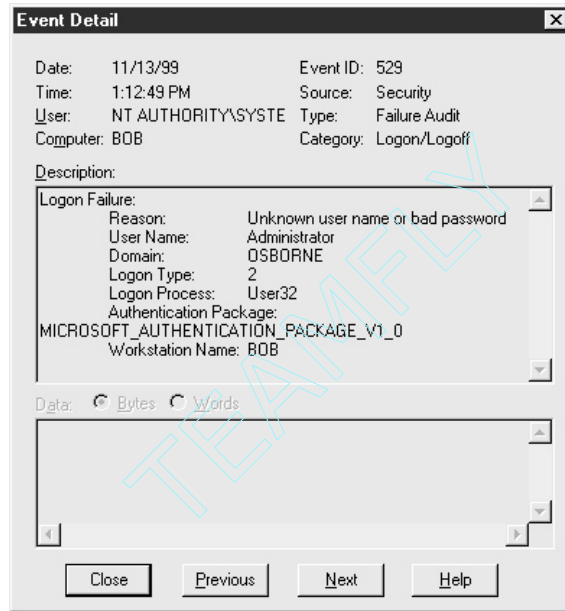 Event Detail
Date: 11/13/99 Event ID: 529
Time: 1:12:49 PM Source: Security
User: NT AUTHORITY\SYSTE Type: Failure Audit
Computer: BOB Category: Logon/Logoff
Description:
Logon Failure:
Reason: Unknown user name or bad password
User Name: Administrator
Domain: OSBORNE
Logon Type: 2
Logon Process: User32
Authentication Package:
MICROSOFT_AUTHENTICATION_PACKAGE_V1_0
Workstation Name: BOB
Data: Bytes Words
Close Previous Next Help
TEAMFLY